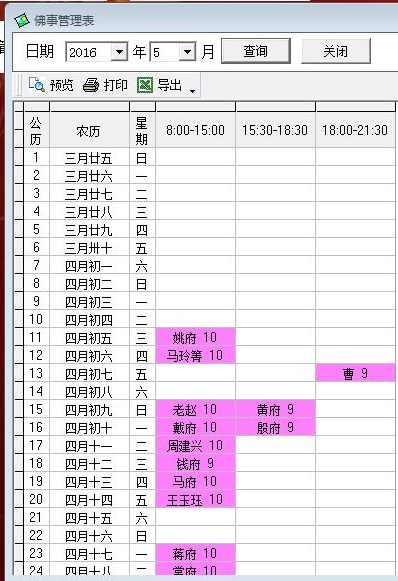 佛事管理表
日期 2016 年 5 月 查询 关闭
预览 打印 导出
公历 农历 星期 8:00-15:00 15:30-18:30 18:00-21:30
1 三月廿五 日
2 三月廿六 一
3 三月廿七 二
4 三月廿八 三
5 三月廿九 四
6 三月卅十 五
7 四月初一 六
8 四月初二 日
9 四月初三 一
10 四月初四 二
11 四月初五 三 姚府 10
12 四月初六 四 马玲菁 10
13 四月初七 五 曹 9
14 四月初八 六
15 四月初九 日 老赵 10 黄府 9
16 四月初十 一 戴府 10 殷府 9
17 四月十一 二 周建兴 10
18 四月十二 三 钱府 9
19 四月十三 四 马府 10
20 四月十四 五 王玉珏 10
21 四月十五 六
22 四月十六 日
23 四月十七 一 蒋府 10
24 四月十八 二 常府 10